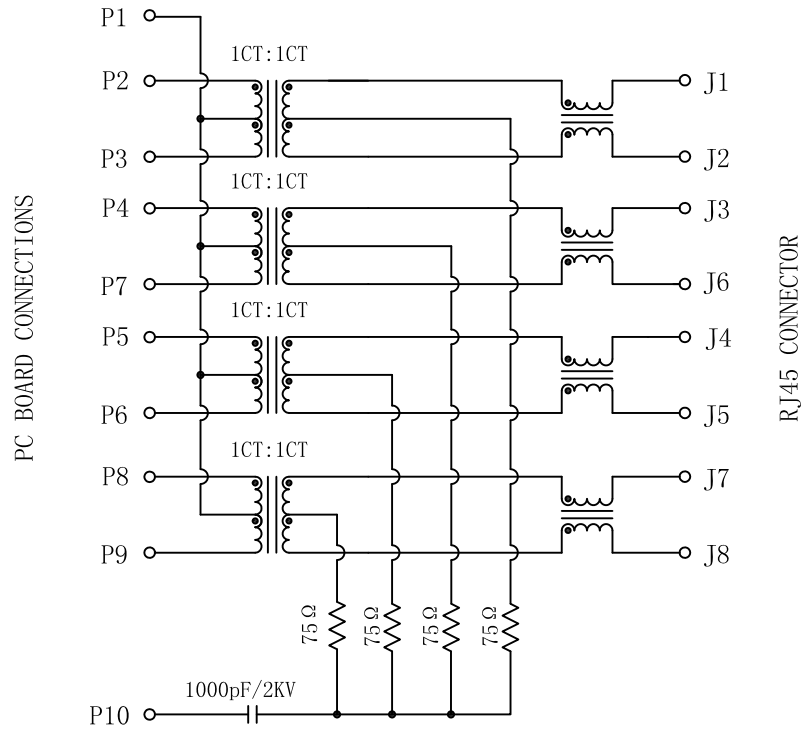 P1
1CT:1CT
P2
J1
P3
J2
1CT:1CT
P4
J3
P7
J6
1CT:1CT
P5
J4
P6
J5
1CT:1CT
P8
J7
P9
J8
PC BOARD CONNECTIONS
RJ45 CONNECTOR
75Ω
75Ω
75Ω
75Ω
1000pF/2KV
P10